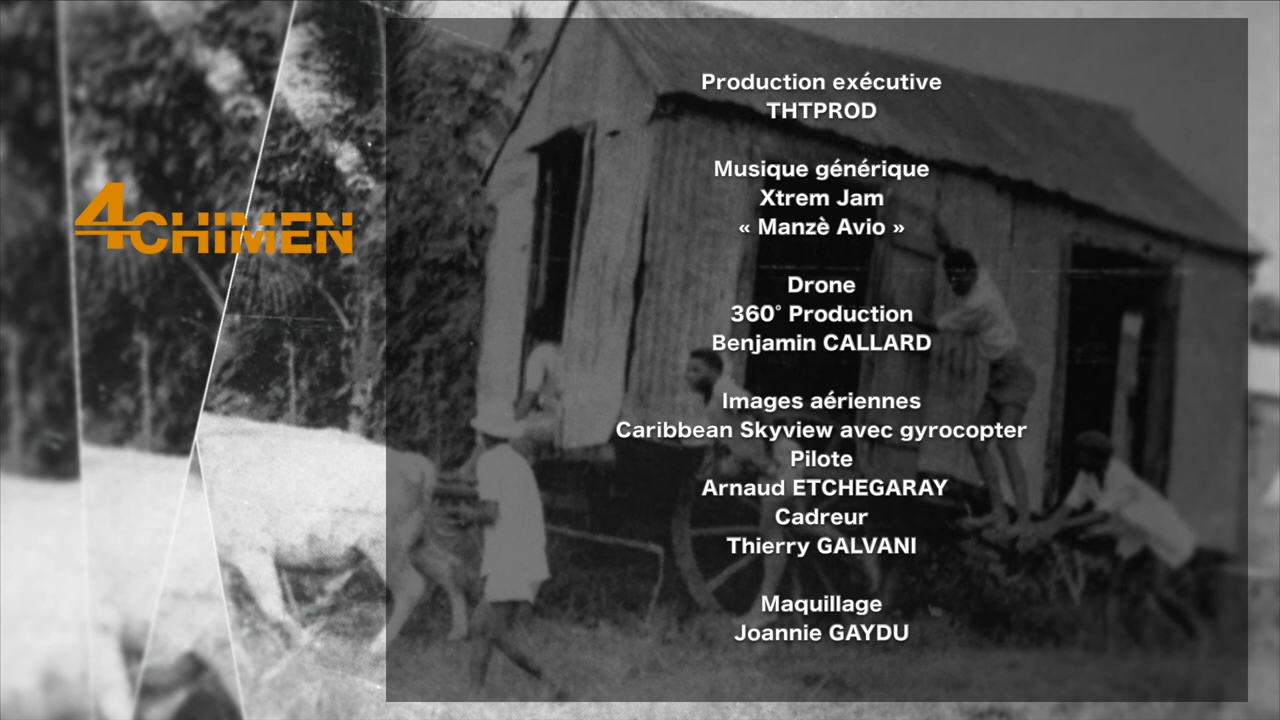 4CHIMEN
Production exécutive
THTPROD
Musique générique
Xtrem Jam
« Manzè Avio »
Drone
360° Production
Benjamin CALLARD
Images aériennes
Caribbean Skyview avec gyrocopter
Pilote
Arnaud ETCHEGARAY
Cadreur
Thierry GALVANI
Maquillage
Joannie GAYDU